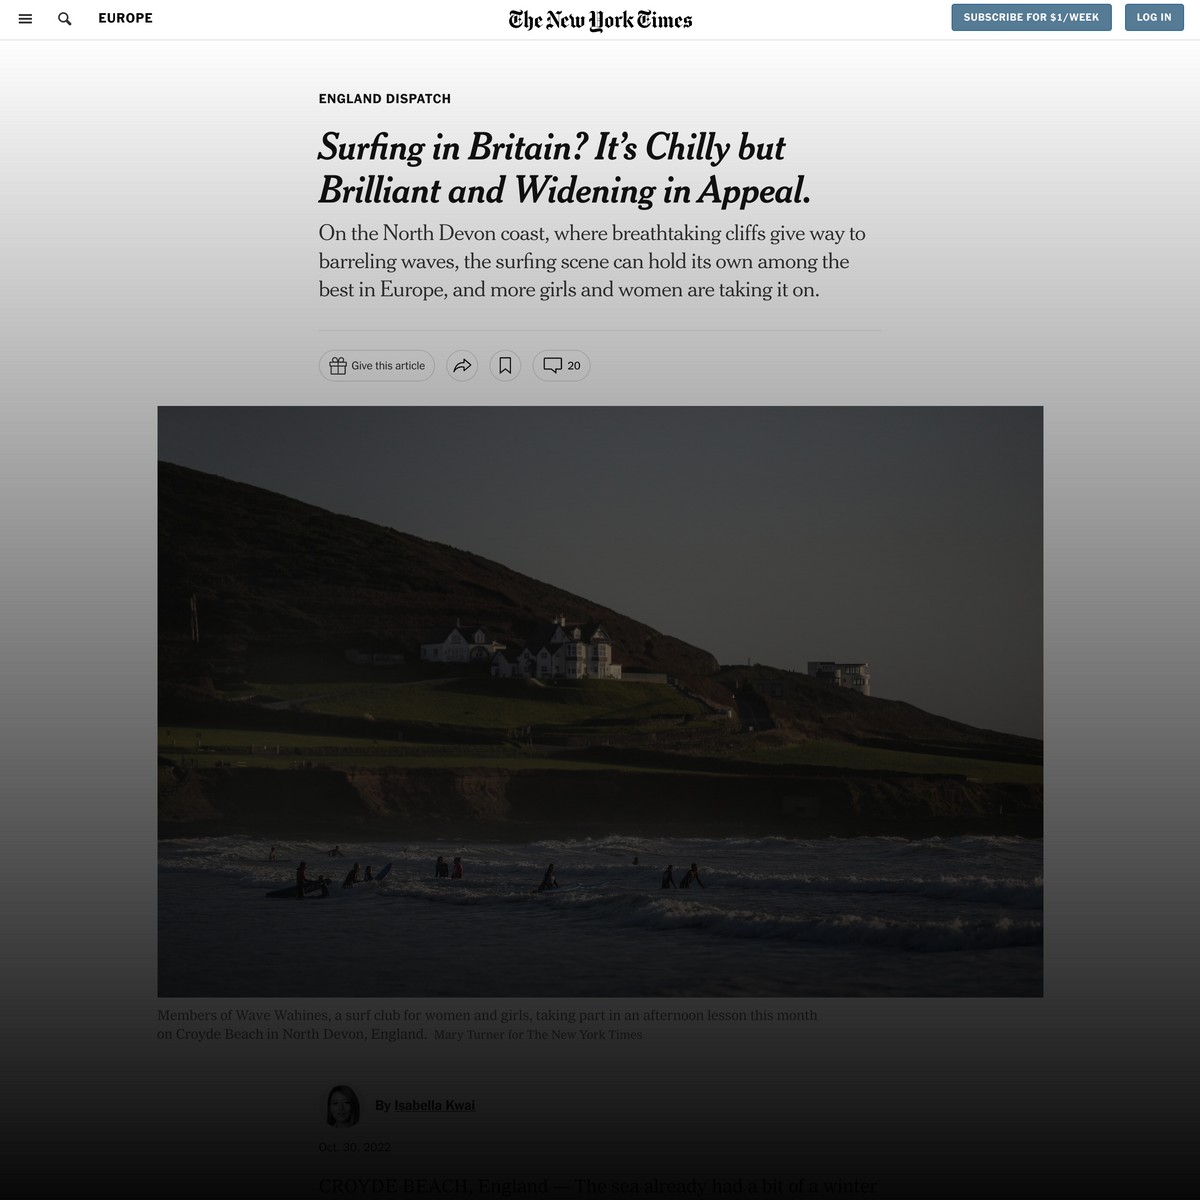 EUROPE
The New York Times
SUBSCRIBE FOR $1/WEEK
LOG IN
ENGLAND DISPATCH
Surfing in Britain? It’s Chilly but
Brilliant and Widening in Appeal.
On the North Devon coast, where breathtaking cliffs give way to
barreling waves, the surfing scene can hold its own among the
best in Europe, and more girls and women are taking it on.
Give this article
20
Members of Wave Wahines, a surf club for women and girls, taking part in an afternoon lesson this month
on Croyde Beach in North Devon, England. Mary Turner for The New York Times
By Isabella Kwai
Oct. 30, 2022
CROYDE BEACH, England — The sea already had a bit of a winter